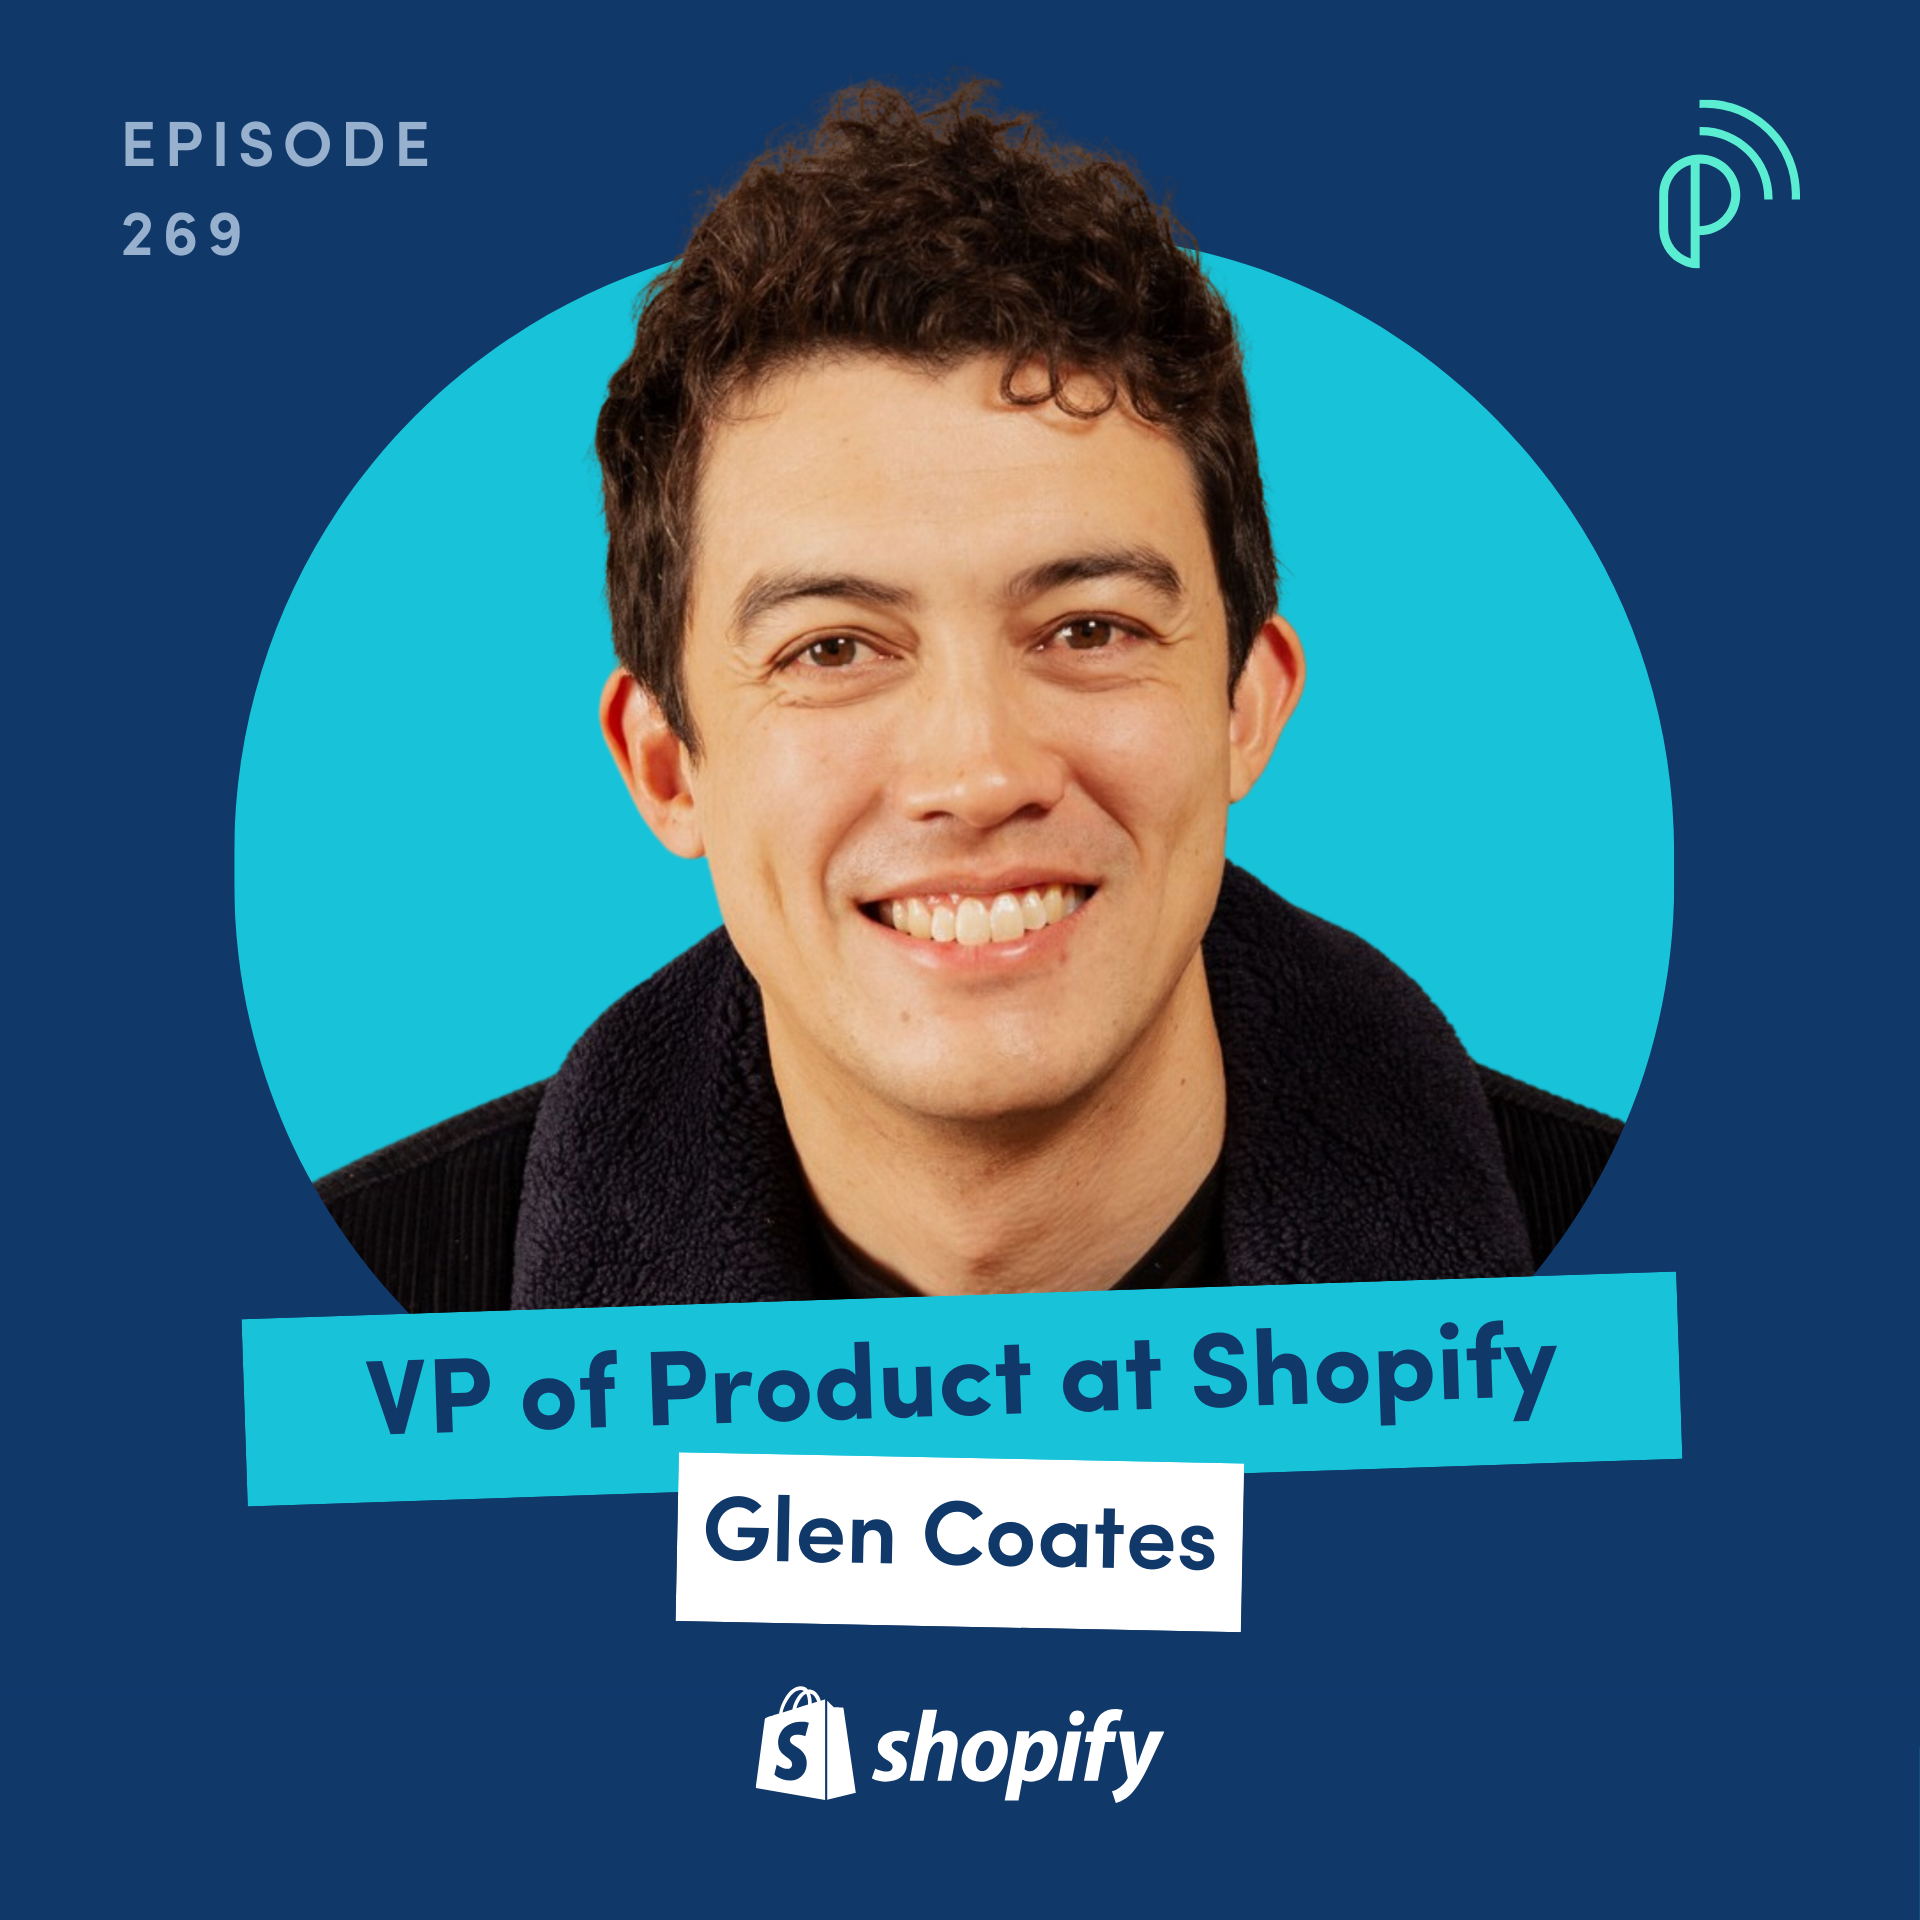 EPISODE
269
VP of Product at Shopify
Glen Coates
shopify